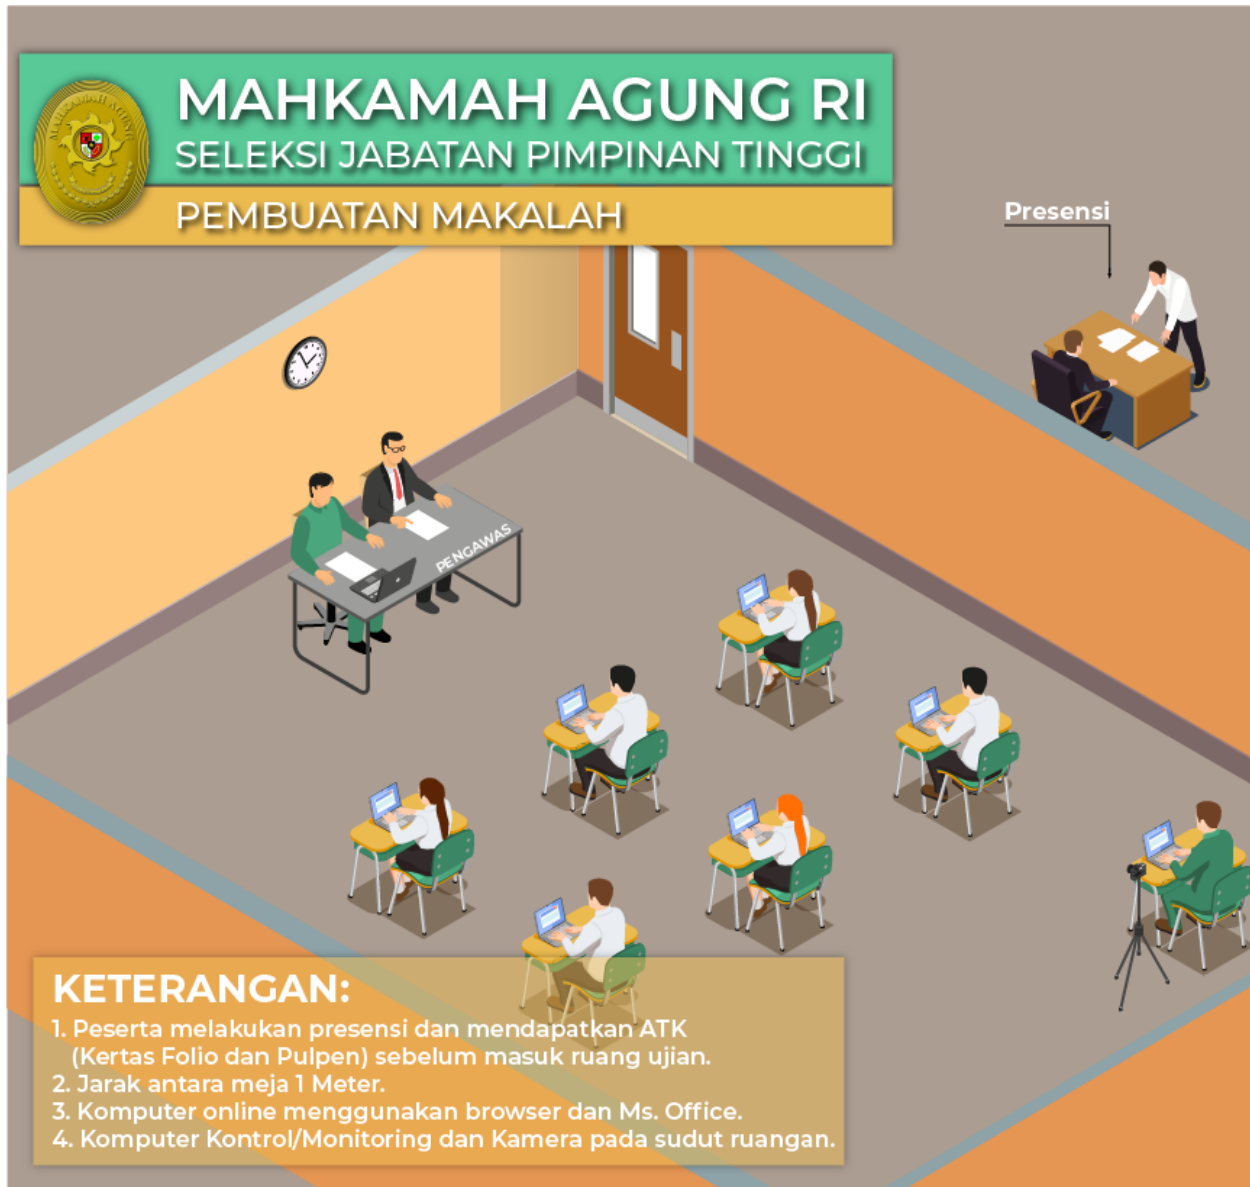 MAHKAMAH AGUNG RI
SELEKSI JABATAN PIMPINAN TINGGI
PEMBUATAN MAKALAH
MAHKAMAH AGUNG
Presensi
PENGAWAS
KETERANGAN:
1. Peserta melakukan presensi dan mendapatkan ATK
(Kertas Folio dan Pulpen) sebelum masuk ruang ujian.
2. Jarak antara meja 1 Meter.
3. Komputer online menggunakan browser dan Ms. Office.
4. Komputer Kontrol/Monitoring dan Kamera pada sudut ruangan.